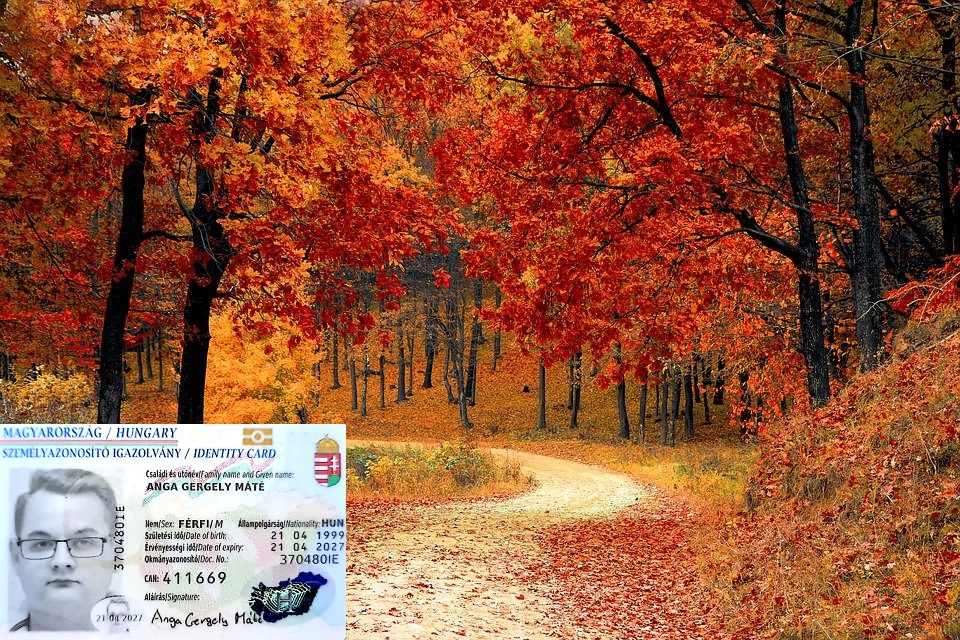 MAGYARORSZÁG / HUNGARY
SZEMÉLYAZONOSÍTÓ IGAZOLVÁNY / IDENTITY CARD
Családi és utónév/Family name and Given name:
ANGA GERGELY MÁTÉ
Nem/Sex: FÉRFI/M Állampolgárság/Nationality: HUN
Születési idő/Date of birth: 21 04 1999
Érvényességi idő/Date of expiry: 21 04 2027
Okmányazonosító/Doc. No.: 370480IE
CAN: 411669
Aláírás/Signature:
Anga Gergely Máté
370480IE
21 04 2027